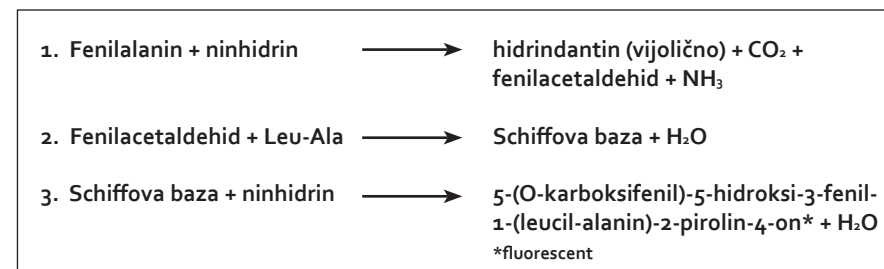 1. Fenilalanin + ninhidrin ⟶ hidrindantin (vijolično) + CO₂ +
fenilacetaldehid + NH₃
2. Fenilacetaldehid + Leu-Ala ⟶ Schiffova baza + H₂O
3. Schiffova baza + ninhidrin ⟶ 5-(O-karboksifenil)-5-hidroksi-3-fenil-
1-(leucil-alanin)-2-pirolin-4-on* + H₂O
*fluorescent